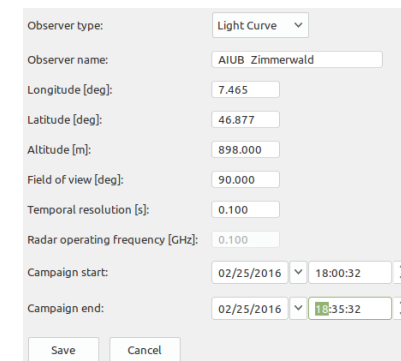 Observer type: Light Curve
Observer name: AIUB Zimmerwald
Longitude [deg]: 7.465
Latitude [deg]: 46.877
Altitude [m]: 898.000
Field of view [deg]: 90.000
Temporal resolution [s]: 0.100
Radar operating frequency [GHz]: 0.100
Campaign start: 02/25/2016 18:00:32
Campaign end: 02/25/2016 18:35:32
Save Cancel